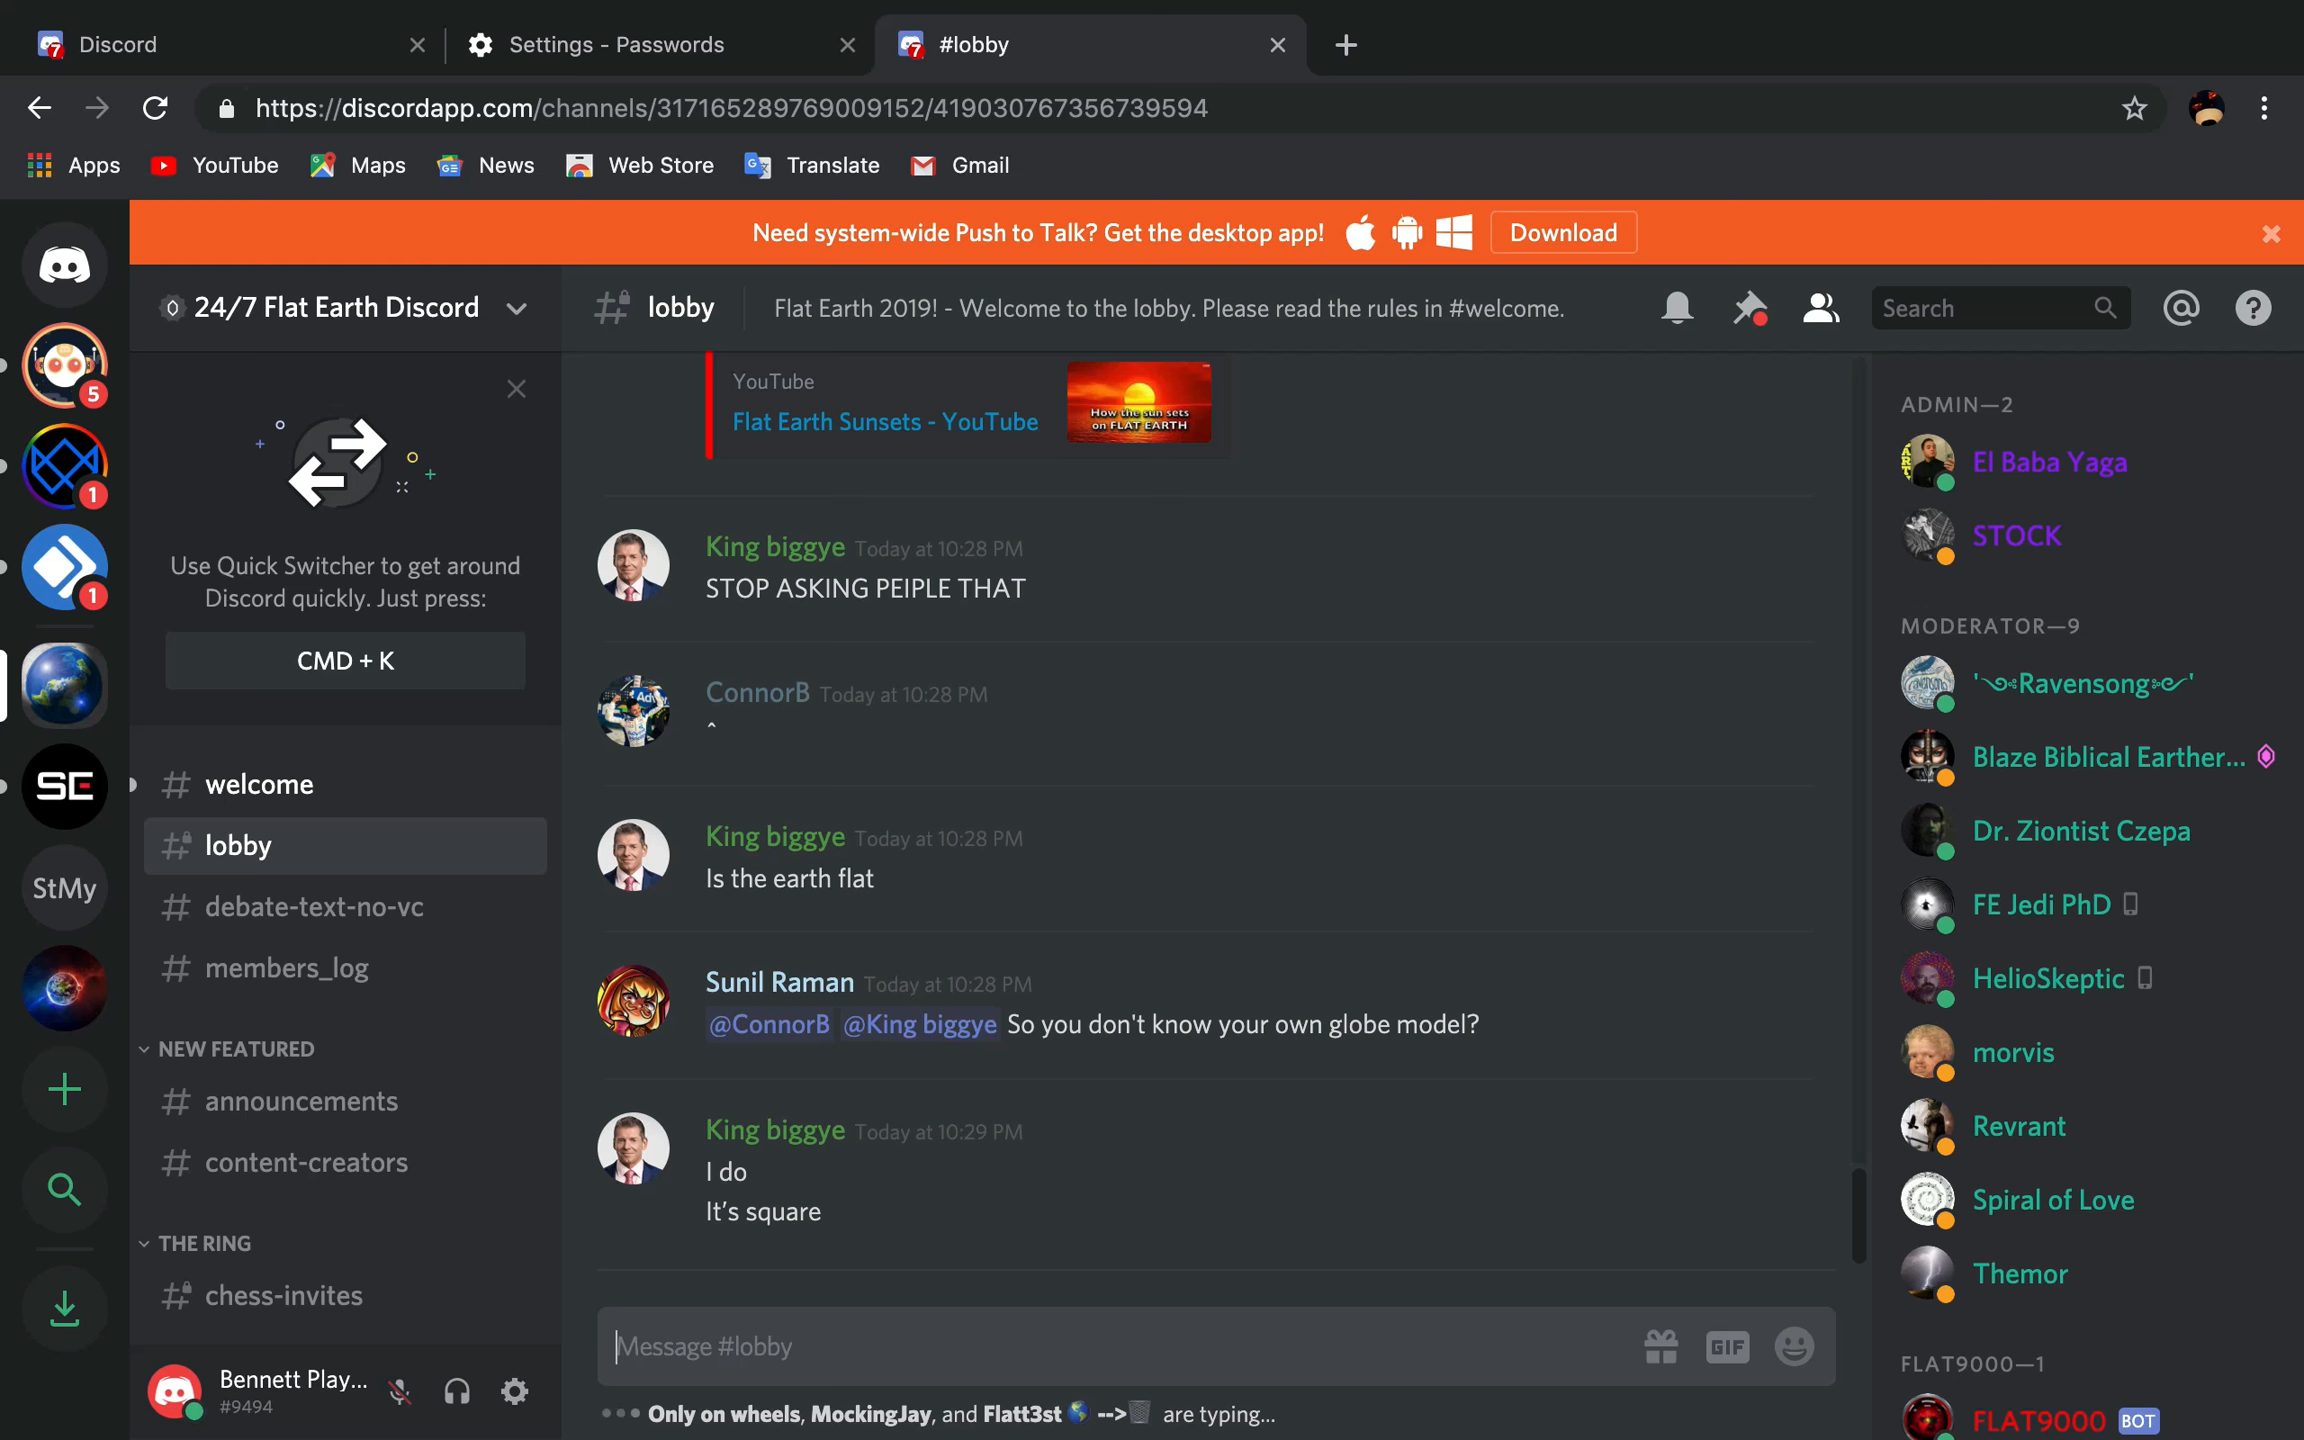 Discord
Settings - Passwords
#lobby
https://discordapp.com/channels/317165289769009152/419030767356739594
Apps
YouTube
Maps
News
Web Store
Translate
Gmail
Need system-wide Push to Talk? Get the desktop app!
Download
24/7 Flat Earth Discord
lobby
Flat Earth 2019! - Welcome to the lobby. Please read the rules in #welcome.
Search
5
1
1
SE
StMy
Use Quick Switcher to get around
Discord quickly. Just press:
CMD + K
# welcome
# lobby
# debate-text-no-vc
# members_log
NEW FEATURED
# announcements
# content-creators
THE RING
# chess-invites
Bennett Play...
#9494
YouTube
Flat Earth Sunsets - YouTube
How the sun sets
on FLAT EARTH
King biggye Today at 10:28 PM
STOP ASKING PEIPLE THAT
ConnorB Today at 10:28 PM
^
King biggye Today at 10:28 PM
Is the earth flat
Sunil Raman Today at 10:28 PM
@ConnorB @King biggye So you don't know your own globe model?
King biggye Today at 10:29 PM
I do
It's square
Message #lobby
GIF
Only on wheels, MockingJay, and Flatt3st 🌎 -->🗑 are typing...
ADMIN—2
El Baba Yaga
STOCK
MODERATOR—9
'༄Ravensong༄'
Blaze Biblical Earther...
Dr. Ziontist Czepa
FE Jedi PhD
HelioSkeptic
morvis
Revrant
Spiral of Love
Themor
FLAT9000—1
FLAT9000 BOT